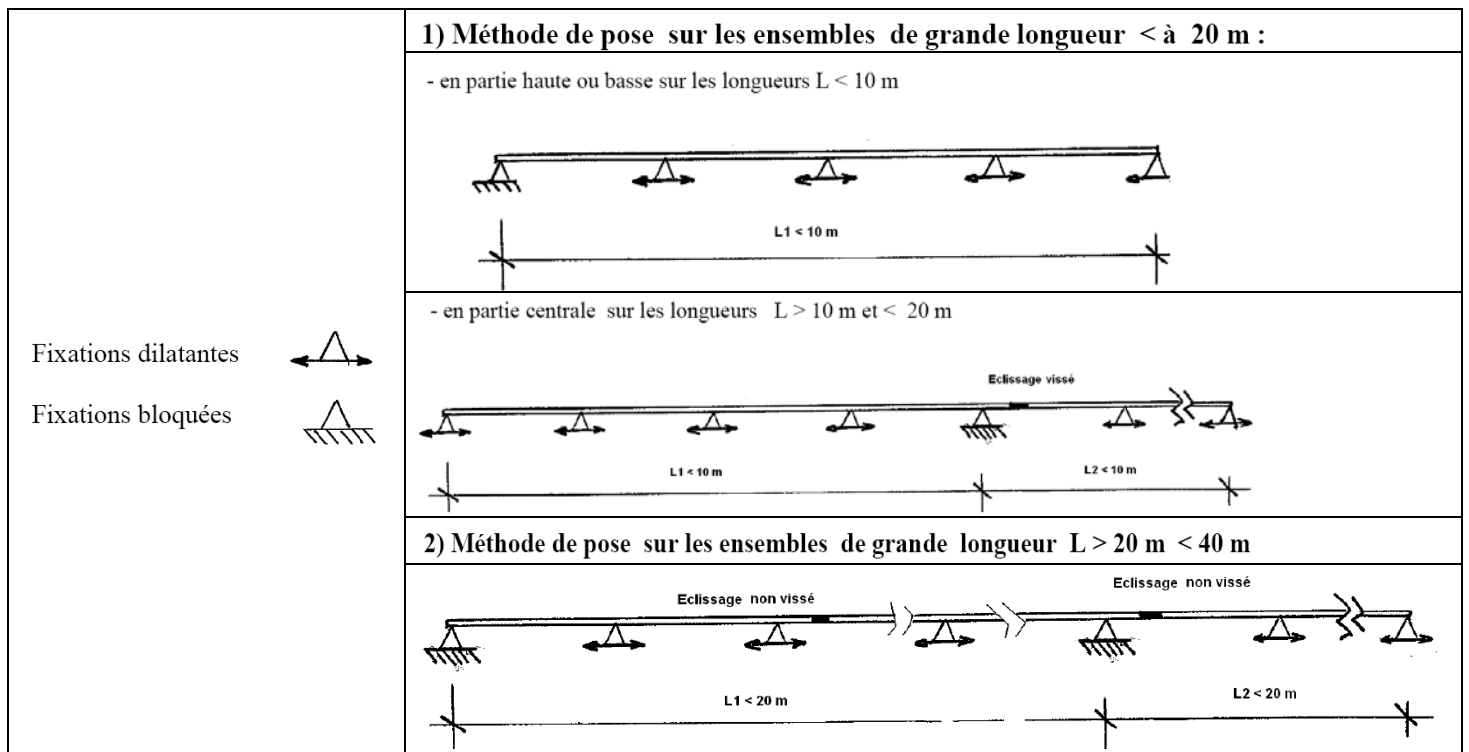 1) Méthode de pose sur les ensembles de grande longueur < à 20 m :
- en partie haute ou basse sur les longueurs L < 10 m
L1 < 10 m
- en partie centrale sur les longueurs L > 10 m et < 20 m
Fixations dilatantes
Fixations bloquées
Eclissage vissé
L1 < 10 m
L2 < 10 m
2) Méthode de pose sur les ensembles de grande longueur L > 20 m < 40 m
Eclissage non vissé
Eclissage non vissé
L1 < 20 m
L2 < 20 m